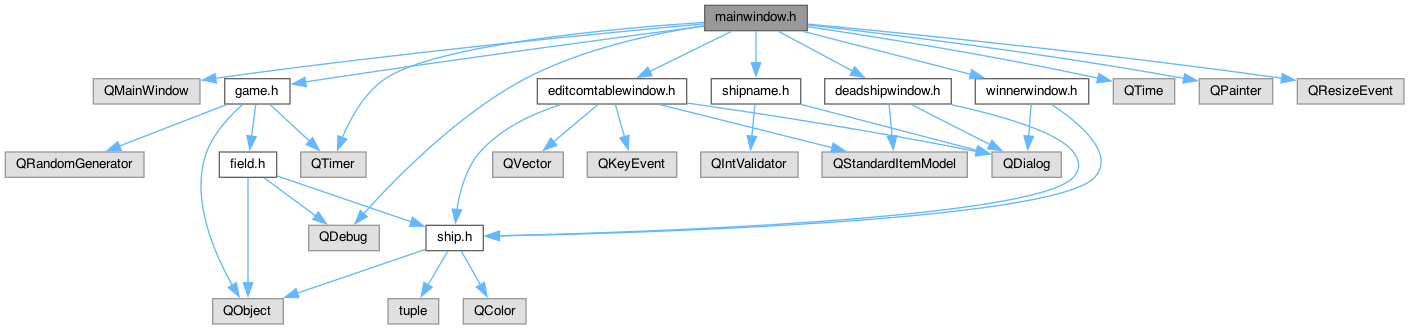 mainwindow.h
QMainWindow
game.h
editcomtablewindow.h
shipname.h
deadshipwindow.h
winnerwindow.h
QTime
QPainter
QResizeEvent
QRandomGenerator
field.h
QTimer
QVector
QKeyEvent
QIntValidator
QStandardItemModel
QDialog
QDebug
ship.h
QObject
tuple
QColor